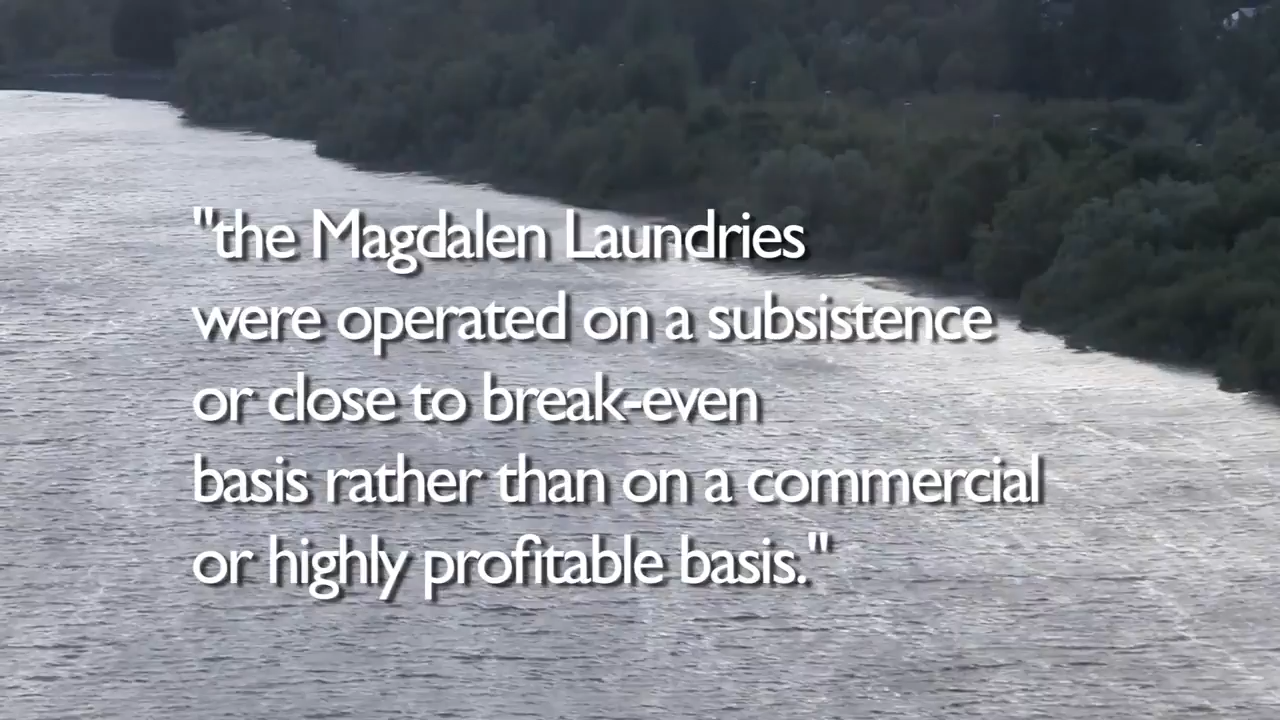 "the Magdalen Laundries
were operated on a subsistence
or close to break-even
basis rather than on a commercial
or highly profitable basis."